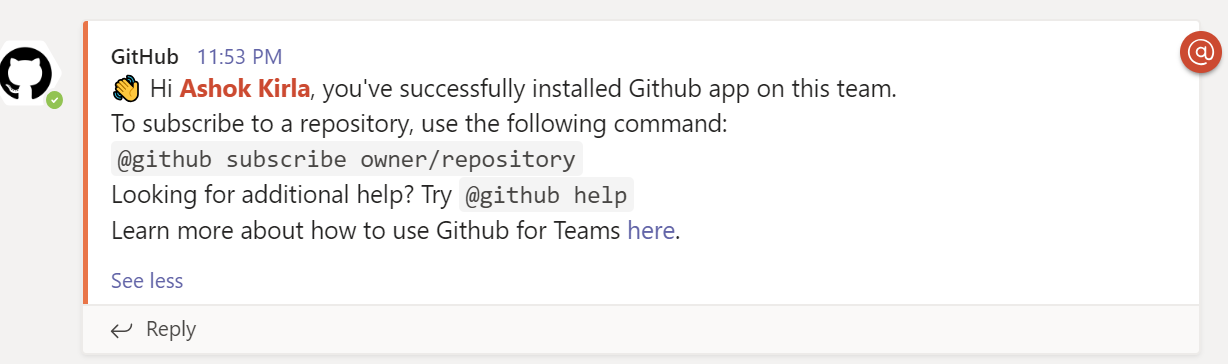 GitHub 11:53 PM
👋 Hi Ashok Kirla, you've successfully installed Github app on this team.
To subscribe to a repository, use the following command:
@github subscribe owner/repository
Looking for additional help? Try @github help
Learn more about how to use Github for Teams here.
See less
Reply